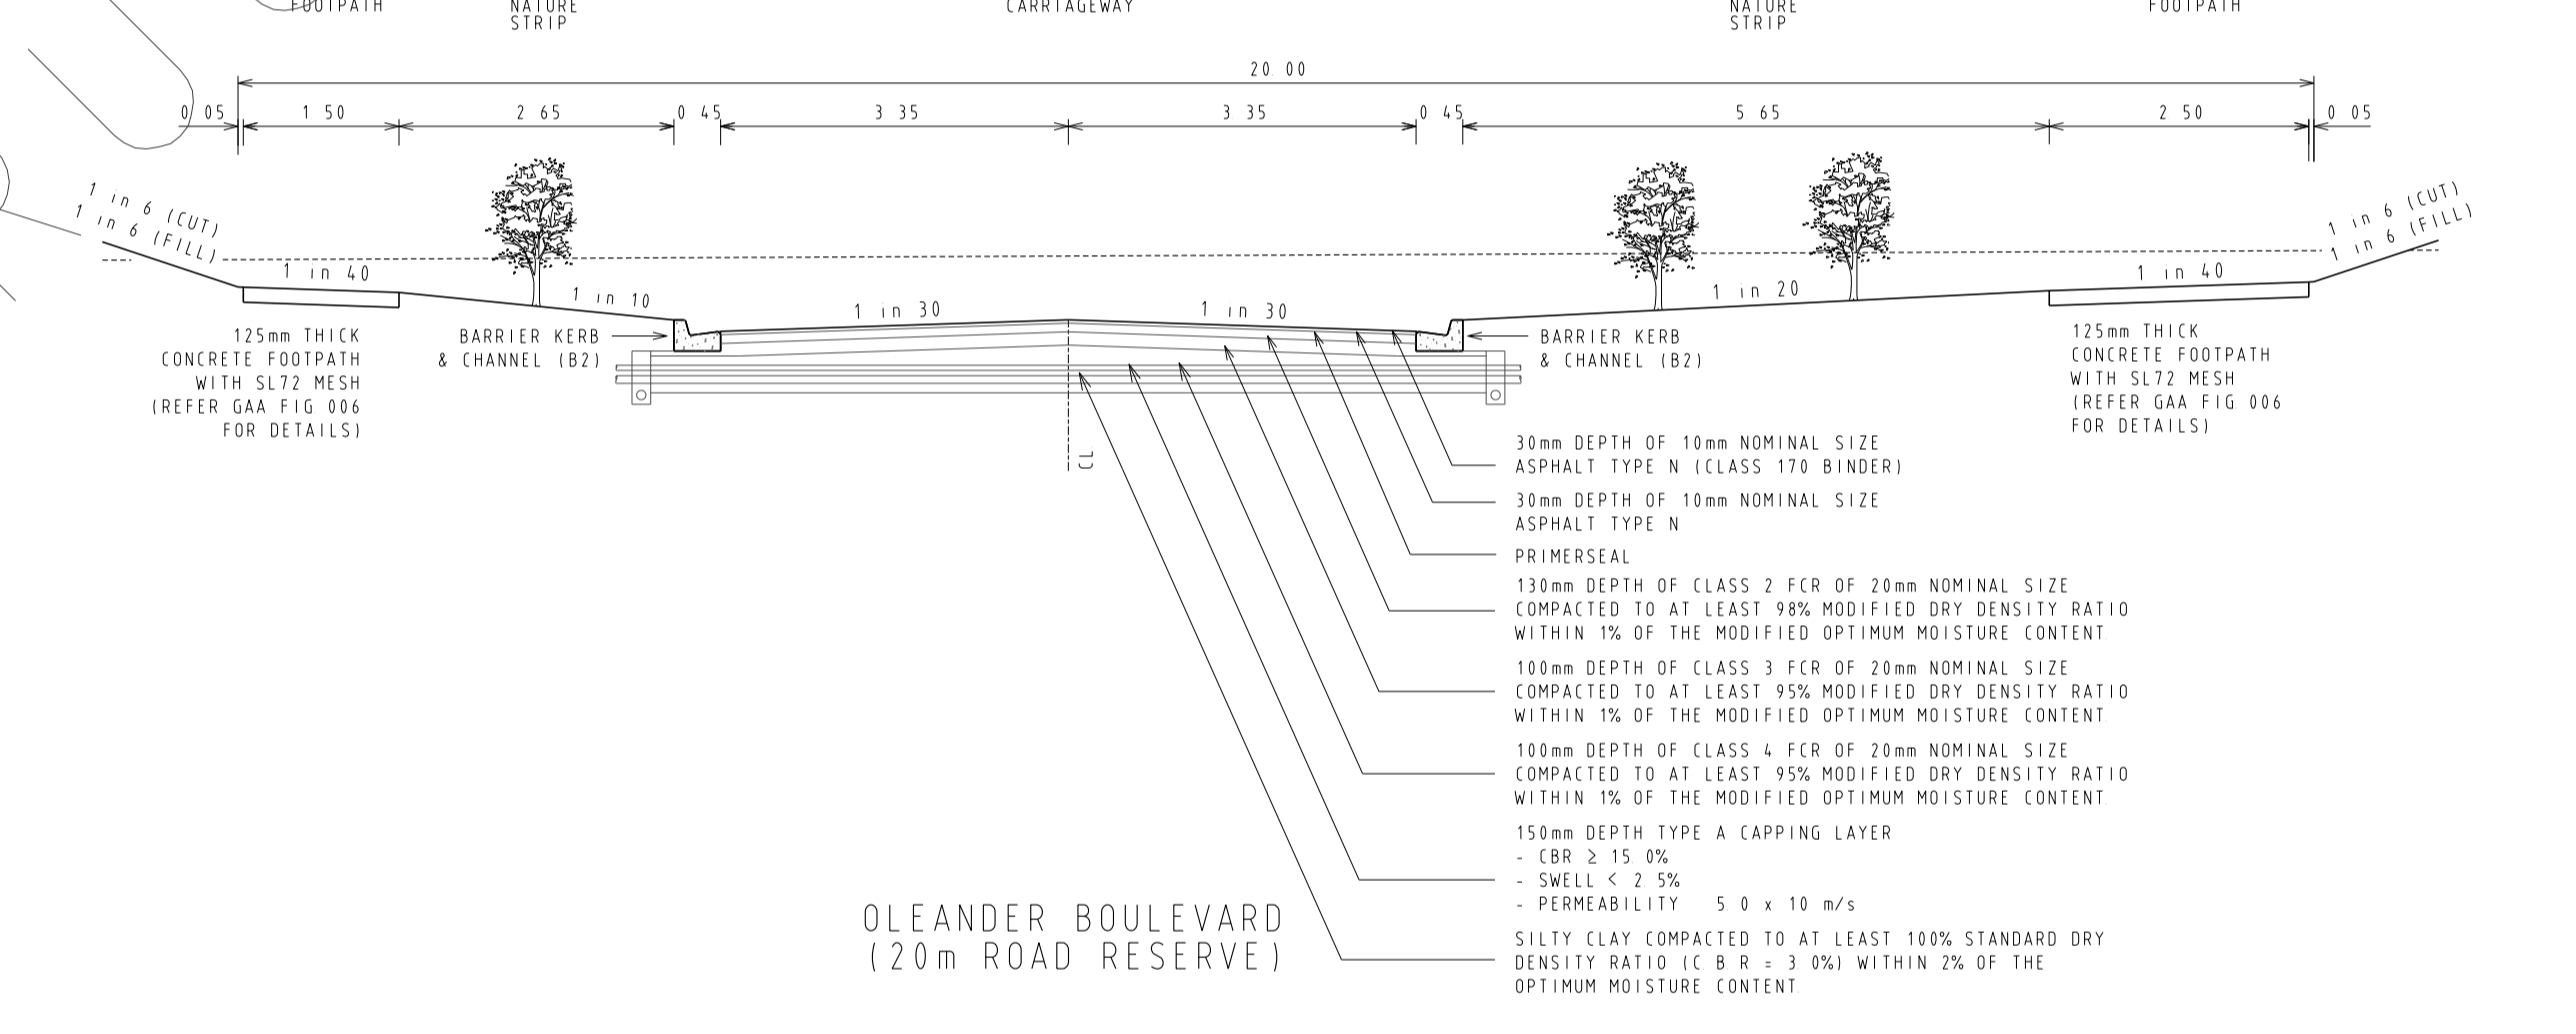 FOOTPATH
NATURE
STRIP
CARRIAGEWAY
NATURE
STRIP
FOOTPATH
20.00
0.05 1.50 2.65 0.45 3.35 3.35 0.45 5.65 2.50 0.05
1 in 6 (CUT)
1 in 6 (FILL)
1 in 40
1 in 10
1 in 30
1 in 30
1 in 20
1 in 40
1 in 6 (CUT)
1 in 6 (FILL)
125mm THICK
CONCRETE FOOTPATH
WITH SL72 MESH
(REFER GAA FIG 006
FOR DETAILS)
BARRIER KERB
& CHANNEL (B2)
BARRIER KERB
& CHANNEL (B2)
125mm THICK
CONCRETE FOOTPATH
WITH SL72 MESH
(REFER GAA FIG. 006
FOR DETAILS)
CL
30mm DEPTH OF 10mm NOMINAL SIZE
ASPHALT TYPE N (CLASS 170 BINDER)
30mm DEPTH OF 10mm NOMINAL SIZE
ASPHALT TYPE N
PRIMERSEAL
130mm DEPTH OF CLASS 2 FCR OF 20mm NOMINAL SIZE
COMPACTED TO AT LEAST 98% MODIFIED DRY DENSITY RATIO
WITHIN 1% OF THE MODIFIED OPTIMUM MOISTURE CONTENT.
100mm DEPTH OF CLASS 3 FCR OF 20mm NOMINAL SIZE
COMPACTED TO AT LEAST 95% MODIFIED DRY DENSITY RATIO
WITHIN 1% OF THE MODIFIED OPTIMUM MOISTURE CONTENT.
100mm DEPTH OF CLASS 4 FCR OF 20mm NOMINAL SIZE
COMPACTED TO AT LEAST 95% MODIFIED DRY DENSITY RATIO
WITHIN 1% OF THE MODIFIED OPTIMUM MOISTURE CONTENT.
150mm DEPTH TYPE A CAPPING LAYER
- CBR ≥ 15.0%
- SWELL < 2.5%
- PERMEABILITY 5.0 x 10 m/s
SILTY CLAY COMPACTED TO AT LEAST 100% STANDARD DRY
DENSITY RATIO (C.B.R = 3.0%) WITHIN 2% OF THE
OPTIMUM MOISTURE CONTENT.
OLEANDER BOULEVARD
(20m ROAD RESERVE)